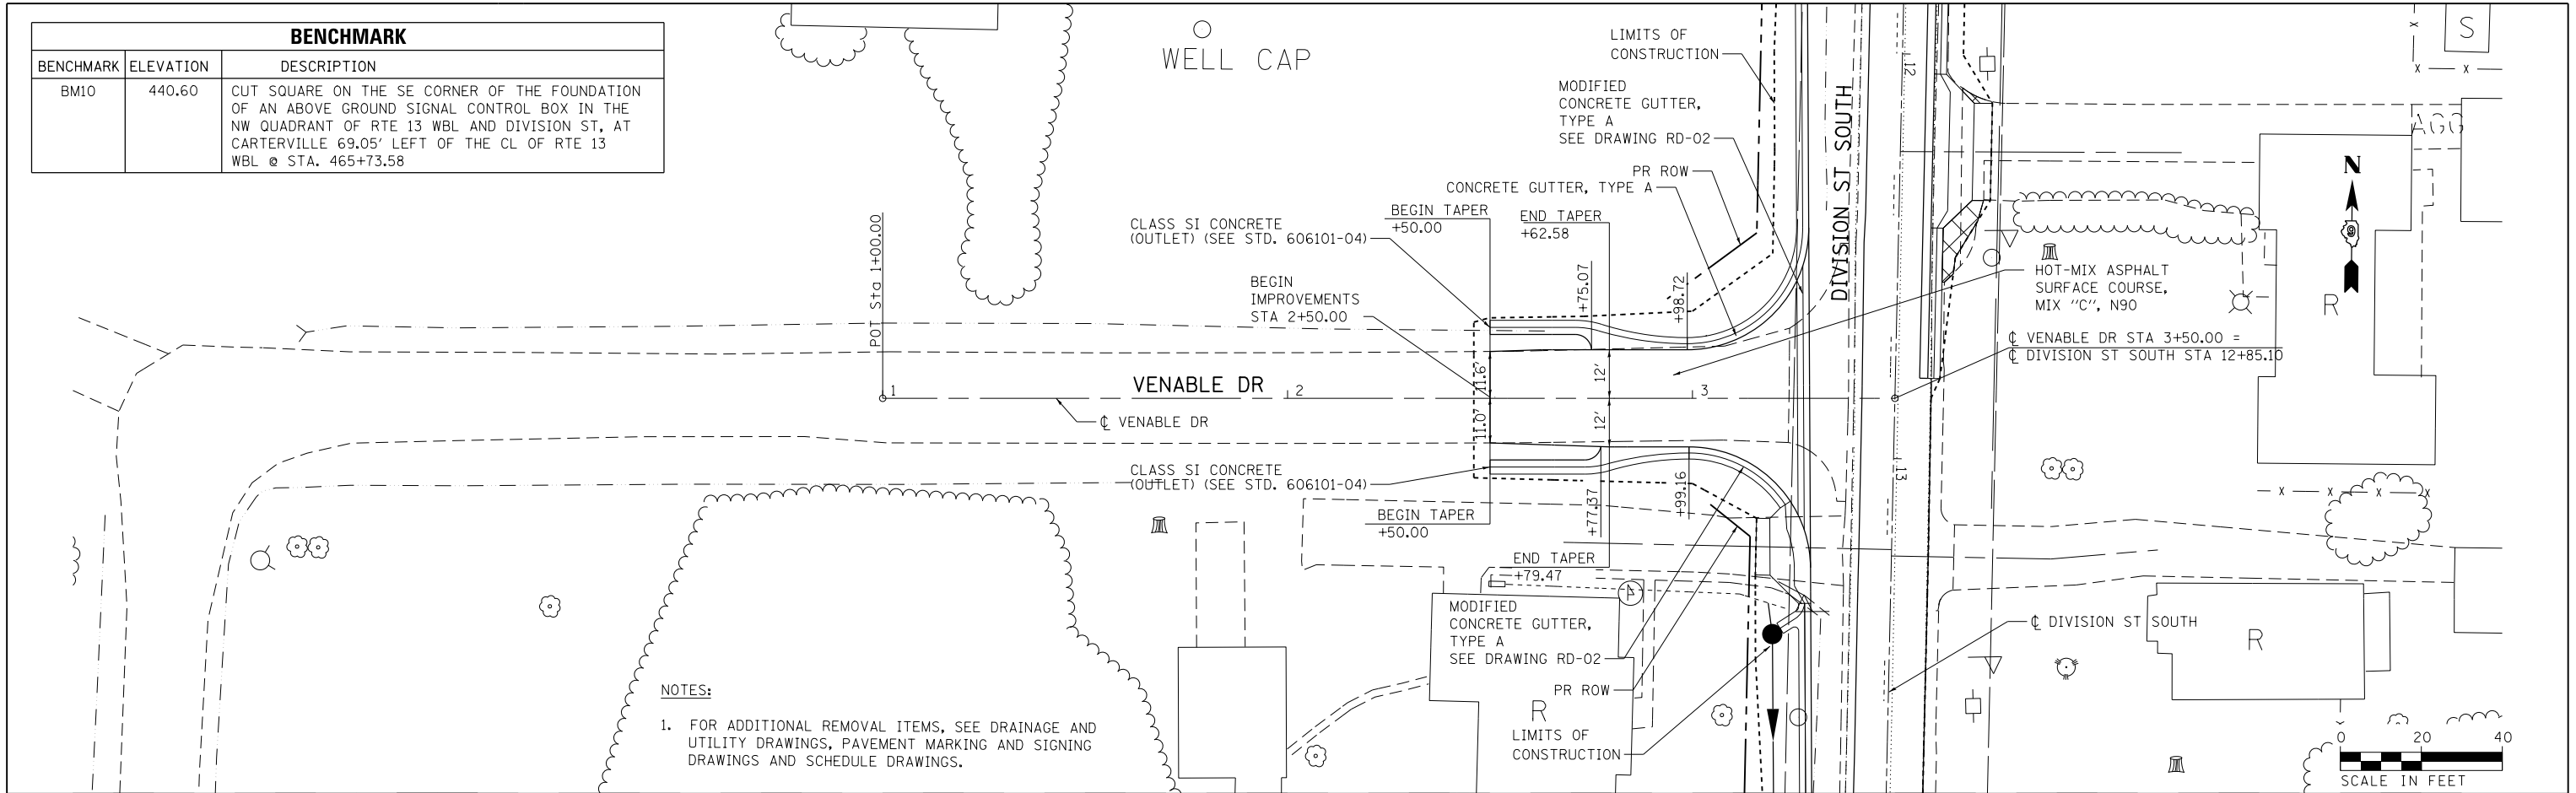 BENCHMARK
BENCHMARK ELEVATION DESCRIPTION
BM10 440.60 CUT SQUARE ON THE SE CORNER OF THE FOUNDATION
OF AN ABOVE GROUND SIGNAL CONTROL BOX IN THE
NW QUADRANT OF RTE 13 WBL AND DIVISION ST, AT
CARTERVILLE 69.05' LEFT OF THE CL OF RTE 13
WBL @ STA. 465+73.58
WELL CAP
LIMITS OF
CONSTRUCTION
MODIFIED
CONCRETE GUTTER,
TYPE A
SEE DRAWING RD-02
PR ROW
CONCRETE GUTTER, TYPE A
BEGIN TAPER
+50.00
END TAPER
+62.58
CLASS SI CONCRETE
(OUTLET) (SEE STD. 606101-04)
BEGIN
IMPROVEMENTS
STA 2+50.00
+75.07
+98.72
POT Sta 1+00.00
DIVISION ST SOUTH
12
S
AGG
N
R
HOT-MIX ASPHALT
SURFACE COURSE,
MIX "C", N90
℄ VENABLE DR STA 3+50.00 =
℄ DIVISION ST SOUTH STA 12+85.10
11.6'
12'
1
VENABLE DR
2
3
℄ VENABLE DR
11.0'
12'
CLASS SI CONCRETE
(OUTLET) (SEE STD. 606101-04)
13
+77.37
+99.16
BEGIN TAPER
+50.00
END TAPER
+79.47
MODIFIED
CONCRETE GUTTER,
TYPE A
SEE DRAWING RD-02
PR ROW
R
LIMITS OF
CONSTRUCTION
℄ DIVISION ST SOUTH
R
NOTES:
1. FOR ADDITIONAL REMOVAL ITEMS, SEE DRAINAGE AND
UTILITY DRAWINGS, PAVEMENT MARKING AND SIGNING
DRAWINGS AND SCHEDULE DRAWINGS.
0 20 40
SCALE IN FEET